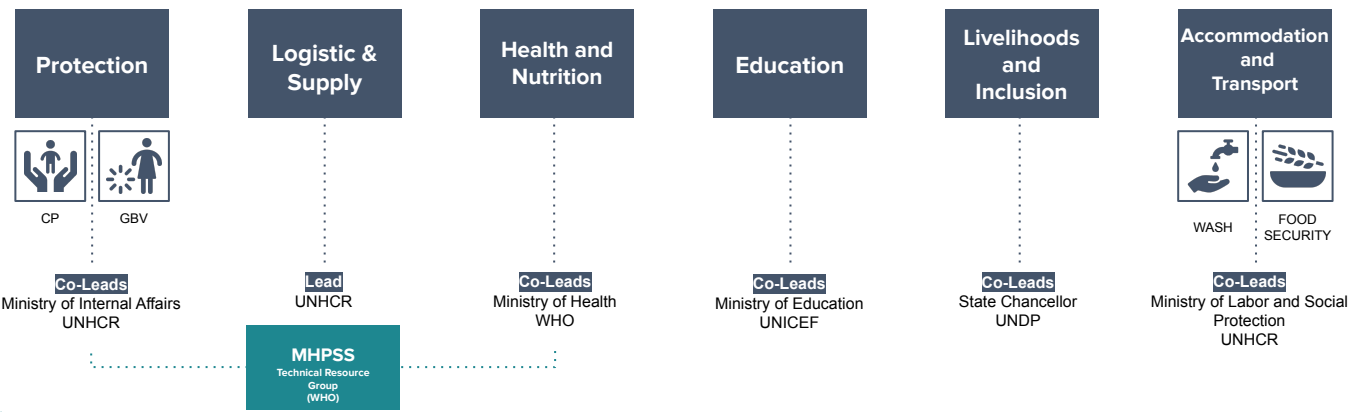 Protection
Logistic &
Supply
Health and
Nutrition
Education
Livelihoods
and
Inclusion
Accommodation
and
Transport
CP
GBV
WASH
FOOD
SECURITY
Co-Leads
Ministry of Internal Affairs
UNHCR
Lead
UNHCR
Co-Leads
Ministry of Health
WHO
Co-Leads
Ministry of Education
UNICEF
Co-Leads
State Chancellor
UNDP
Co-Leads
Ministry of Labor and Social
Protection
UNHCR
MHPSS
Technical Resource
Group
(WHO)